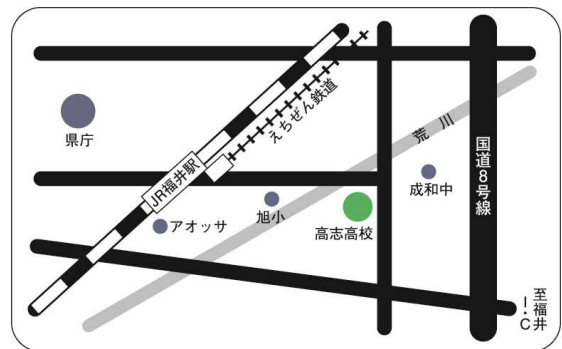 県庁
JR福井駅
えちぜん鉄道
荒川
国道8号線
成和中
旭小
アオッサ
高志高校
至福井
I・C